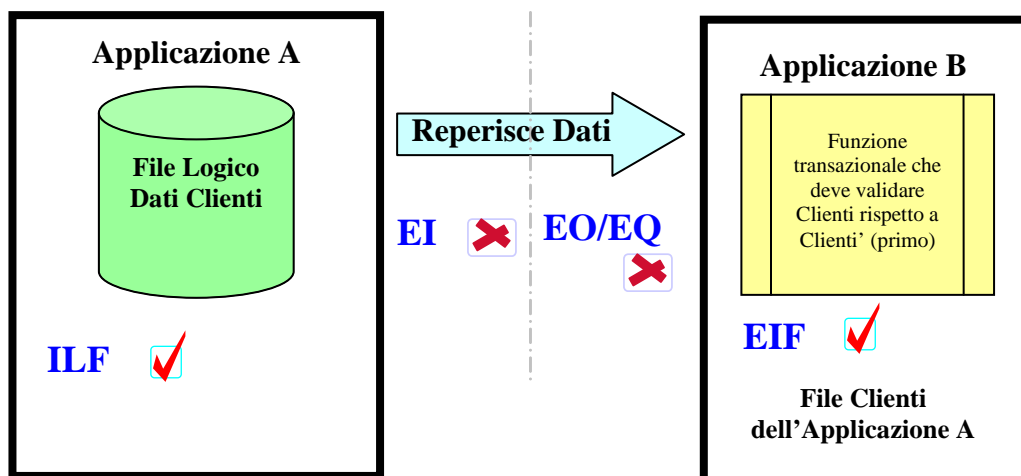 Applicazione A
File Logico
Dati Clienti
ILF
Reperisce Dati
EI
EO/EQ
Applicazione B
Funzione
transazionale che
deve validare
Clienti rispetto a
Clienti’ (primo)
EIF
File Clienti
dell’Applicazione A